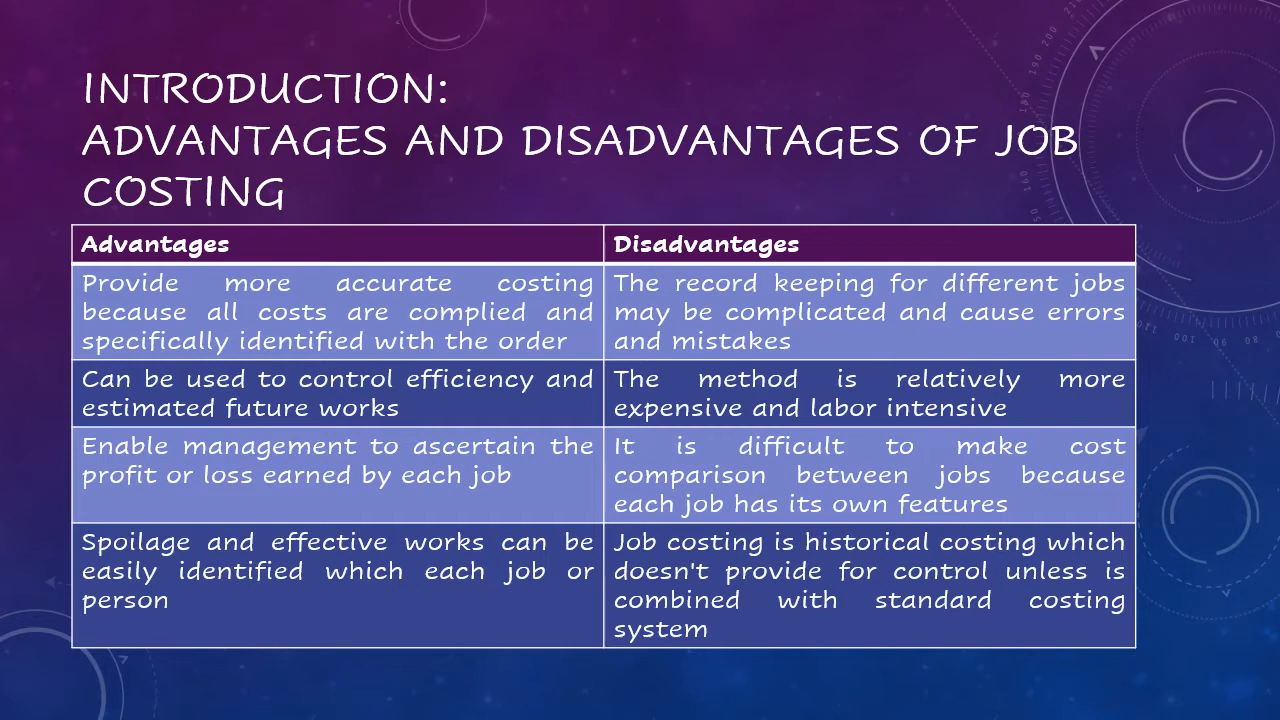 INTRODUCTION:
ADVANTAGES AND DISADVANTAGES OF JOB
COSTING
Advantages
Disadvantages
Provide more accurate costing
because all costs are complied and
specifically identified with the order
The record keeping for different jobs
may be complicated and cause errors
and mistakes
Can be used to control efficiency and
estimated future works
The method is relatively more
expensive and labor intensive
Enable management to ascertain the
profit or loss earned by each job
It is difficult to make cost
comparison between jobs because
each job has its own features
Spoilage and effective works can be
easily identified which each job or
person
Job costing is historical costing which
doesn't provide for control unless is
combined with standard costing
system